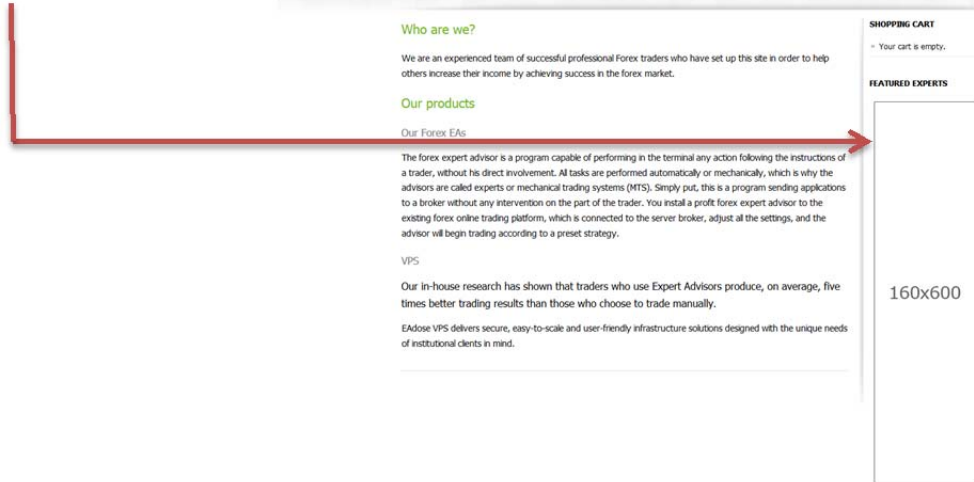 Who are we?
We are an experienced team of successful professional Forex traders who have set up this site in order to help
others increase their income by achieving success in the forex market.
Our products
Our Forex EAs
The forex expert advisor is a program capable of performing in the terminal any action following the instructions of
a trader, without his direct involvement. All tasks are performed automatically or mechanically, which is why the
advisors are called experts or mechanical trading systems (MTS). Simply put, this is a program sending applications
to a broker without any intervention on the part of the trader. You install a profit forex expert advisor to the
existing forex online trading platform, which is connected to the server broker, adjust all the settings, and the
advisor will begin trading according to a preset strategy.
VPS
Our in-house research has shown that traders who use Expert Advisors produce, on average, five
times better trading results than those who choose to trade manually.
EAdose VPS delivers secure, easy-to-scale and user-friendly infrastructure solutions designed with the unique needs
of institutional clients in mind.
SHOPPING CART
Your cart is empty.
FEATURED EXPERTS
160x600